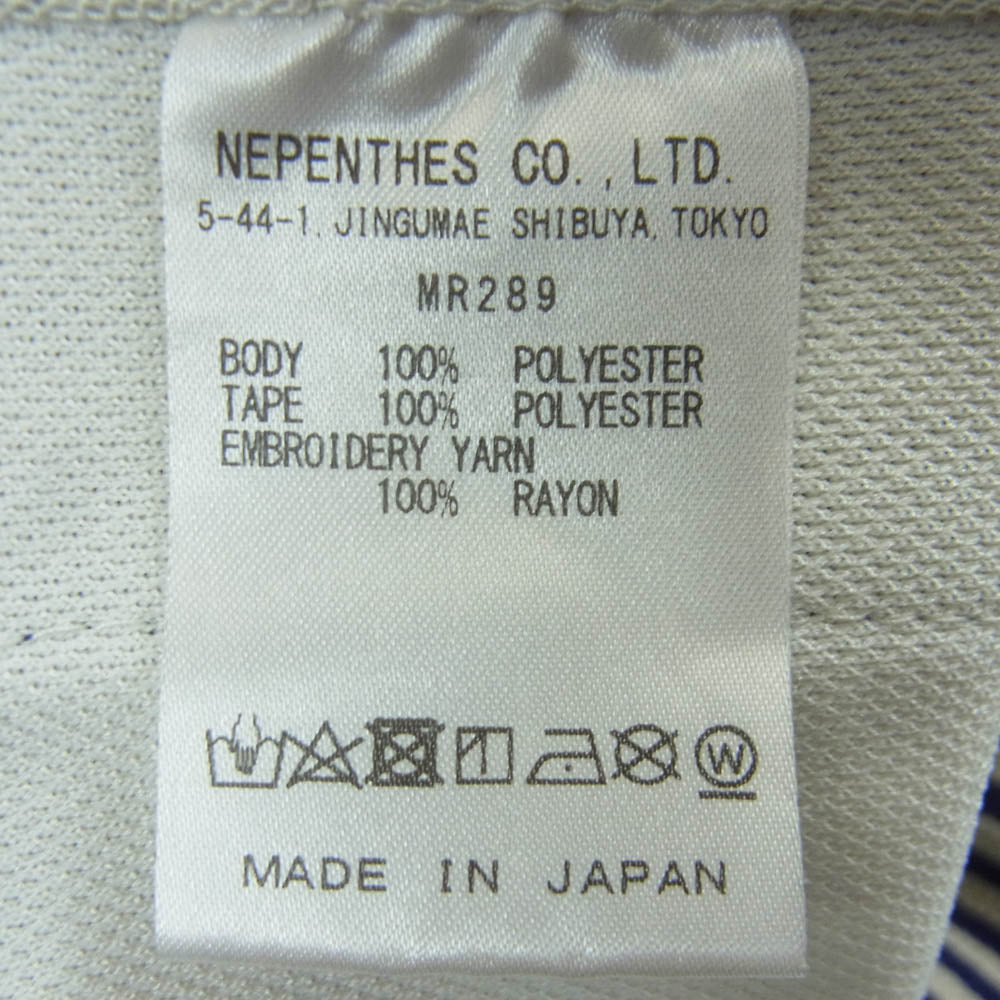 NEPENTHES CO., LTD.
5-44-1. JINGUMAE SHIBUYA. TOKYO
MR289
BODY 100% POLYESTER
TAPE 100% POLYESTER
EMBROIDERY YARN
100% RAYON
W
MADE IN JAPAN